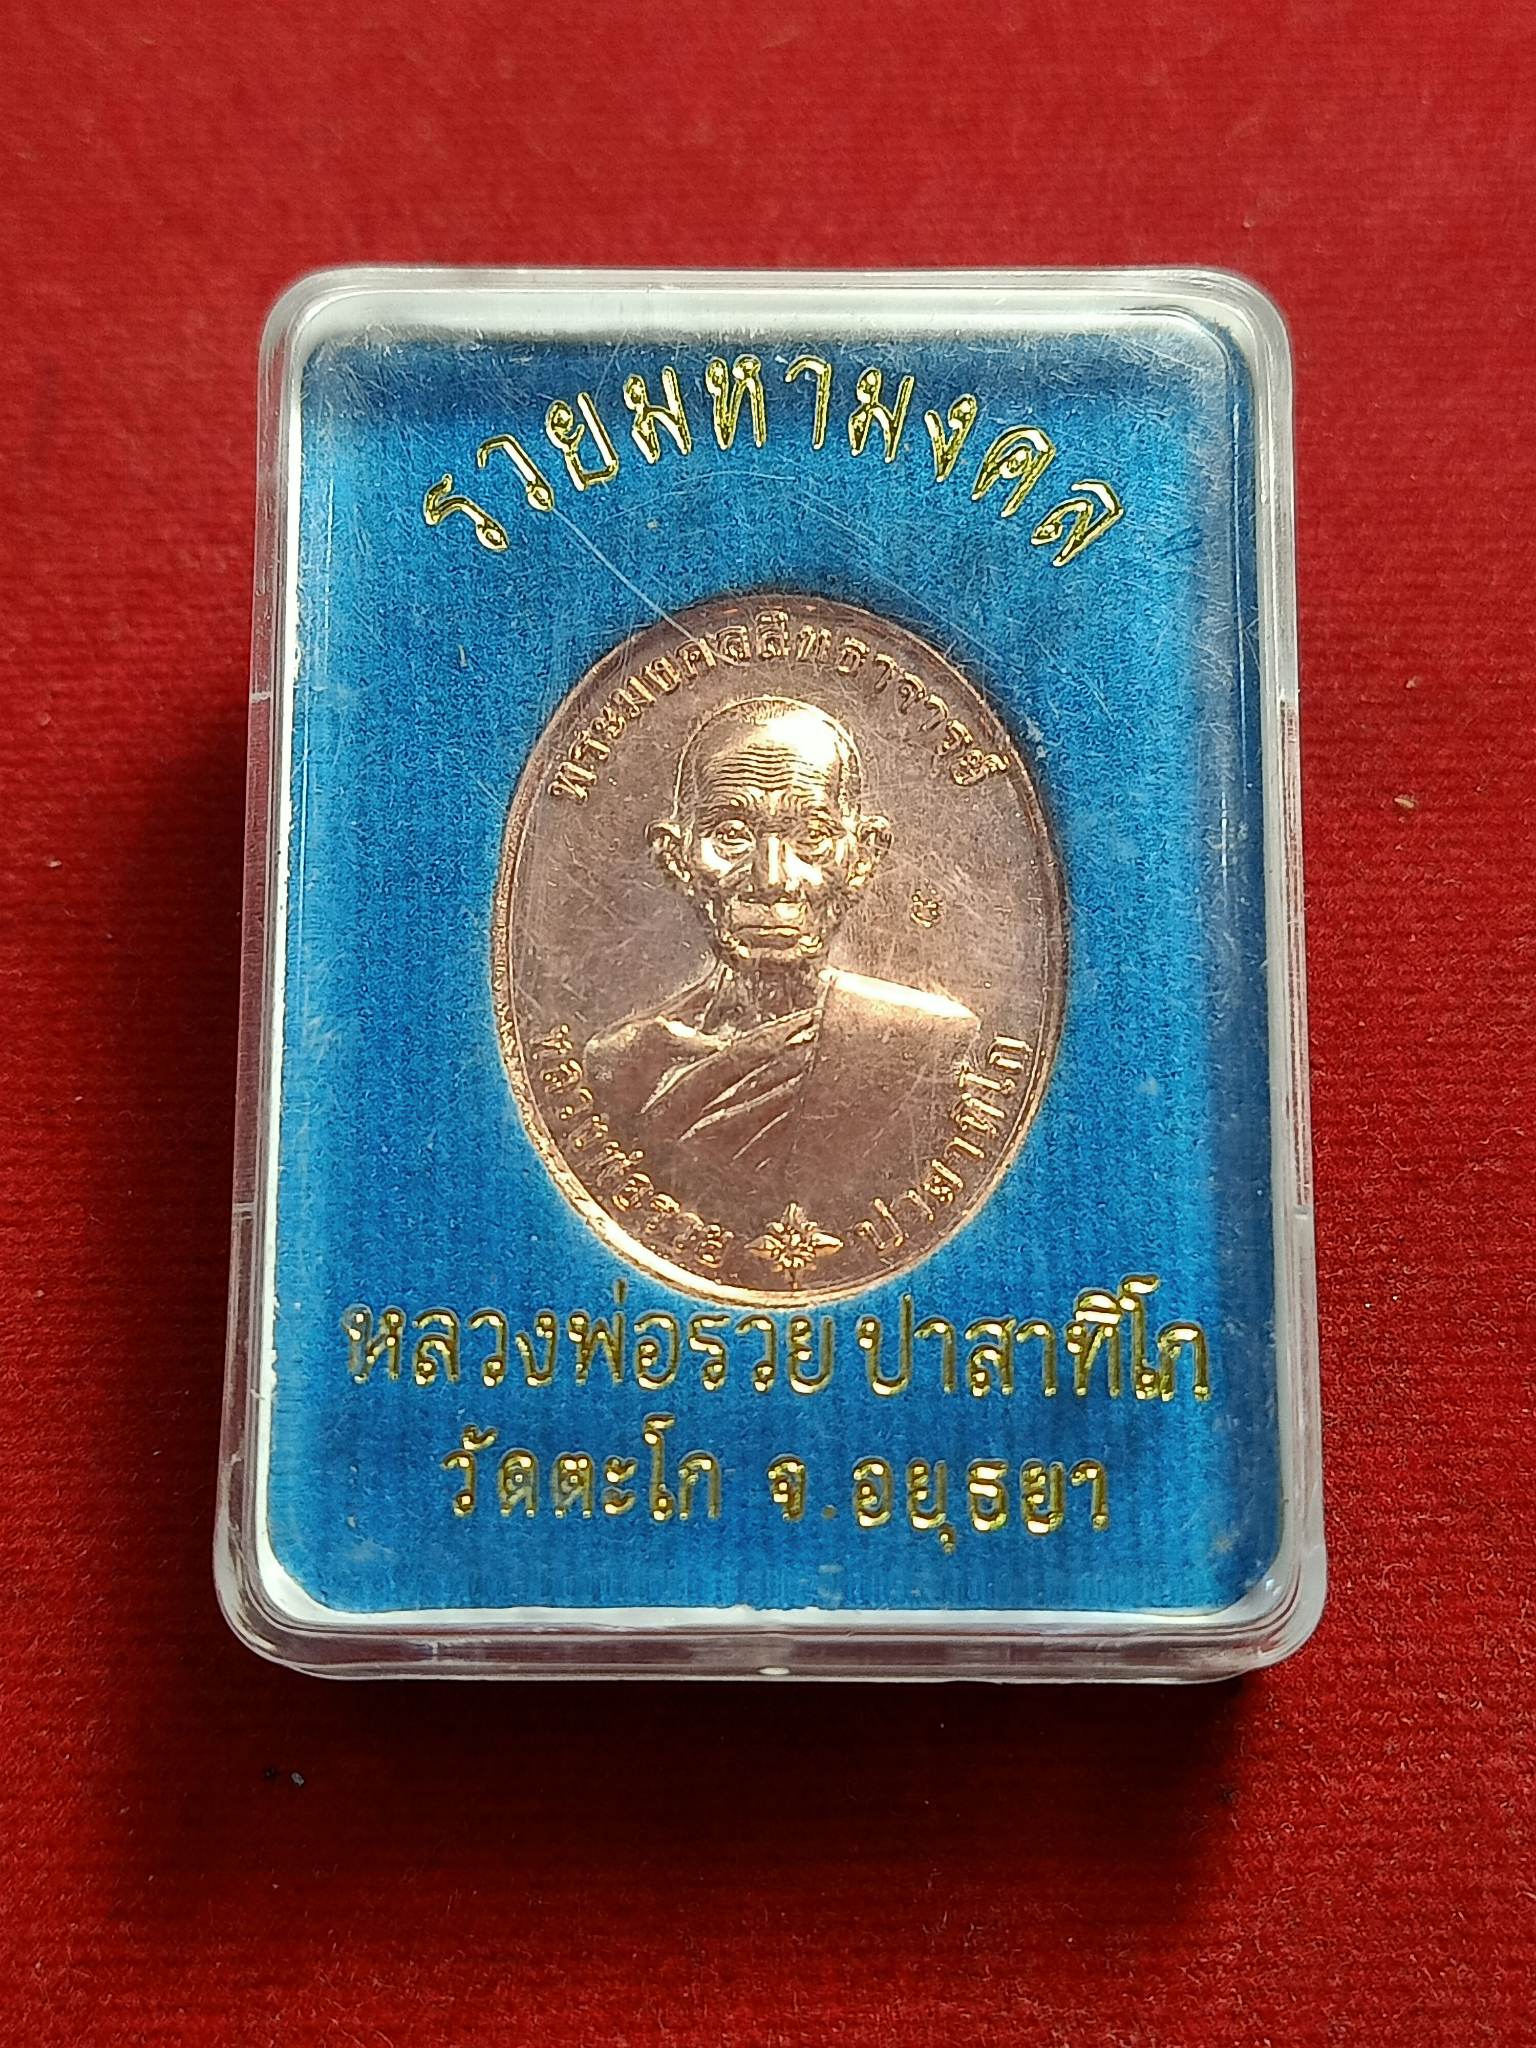 รวยมหามงคล
พระมงคลสิทธาจารย์
หลวงพ่อรวย ปาสาทิโก
หลวงพ่อรวย ปาสาทิโก
วัดตะโก จ.อยุธยา